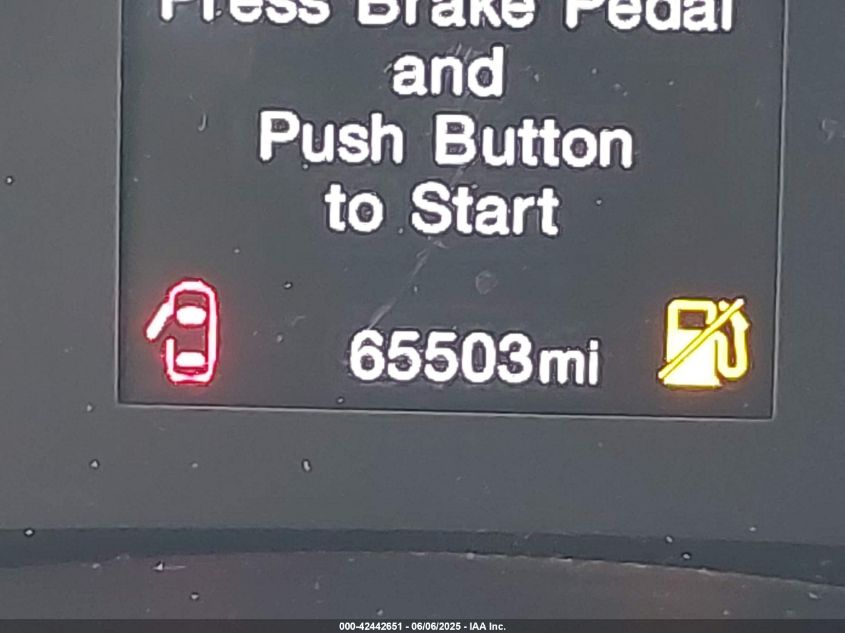 Press Brake Pedal
and
Push Button
to Start
65503mi
000-42442651 - 06/06/2025 - IAA Inc.